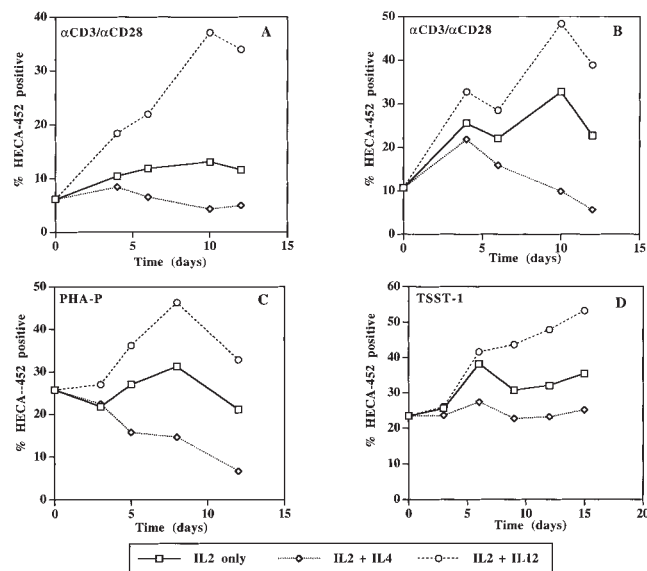 αCD3/αCD28
A
% HECA-452 positive
40
30
20
10
0
0
5
10
15
Time (days)
αCD3/αCD28
B
% HECA-452 positive
50
40
30
20
10
0
0
5
10
15
Time (days)
PHA-P
C
% HECA--452 positive
50
40
30
20
10
0
0
5
10
15
Time (days)
TSST-1
D
% HECA-452 positive
60
50
40
30
20
10
0
0
5
10
15
20
Time (days)
IL2 only
IL2 + IL4
IL2 + IL12